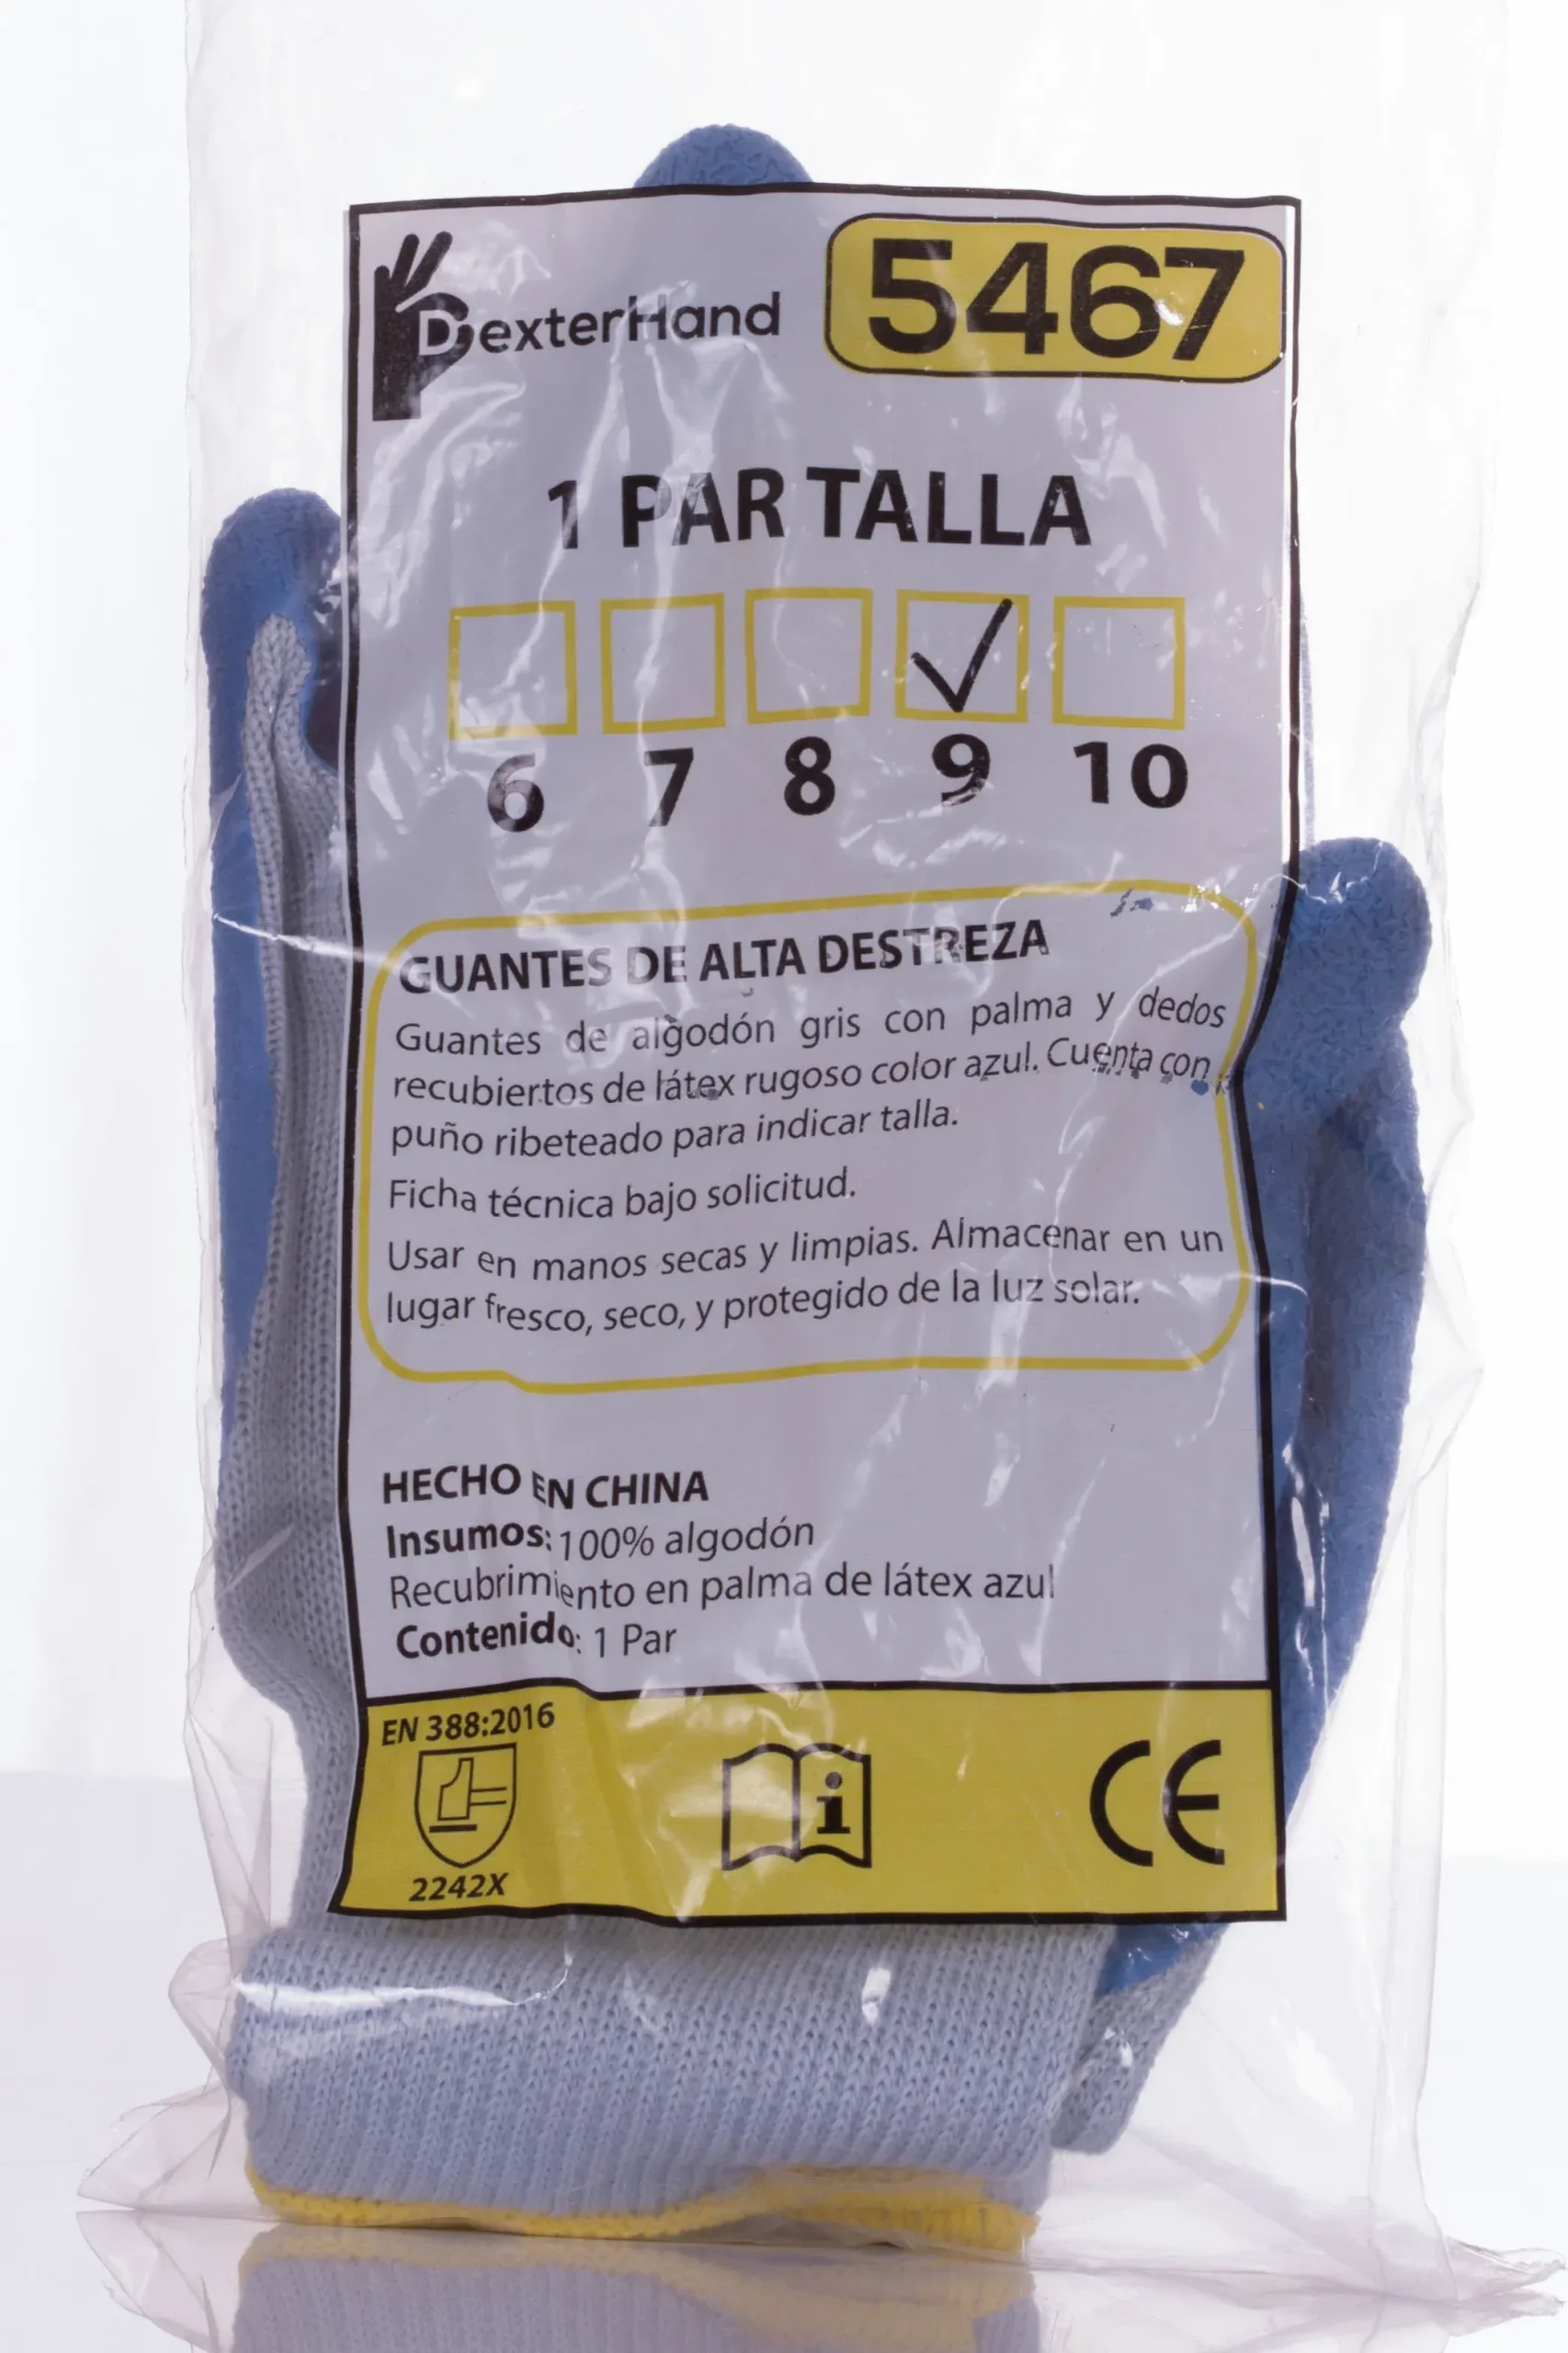 DexterHand
5467
1 PAR TALLA
✓
6 7 8 9 10
GUANTES DE ALTA DESTREZA
Guantes de algodón gris con palma y dedos
recubiertos de látex rugoso color azul. Cuenta con
puño ribeteado para indicar talla.
Ficha técnica bajo solicitud.
Usar en manos secas y limpias. Almacenar en un
lugar fresco, seco, y protegido de la luz solar.
HECHO EN CHINA
Insumos: 100% algodón
Recubrimiento en palma de látex azul
Contenido: 1 Par
EN 388:2016
i
CE
2242X